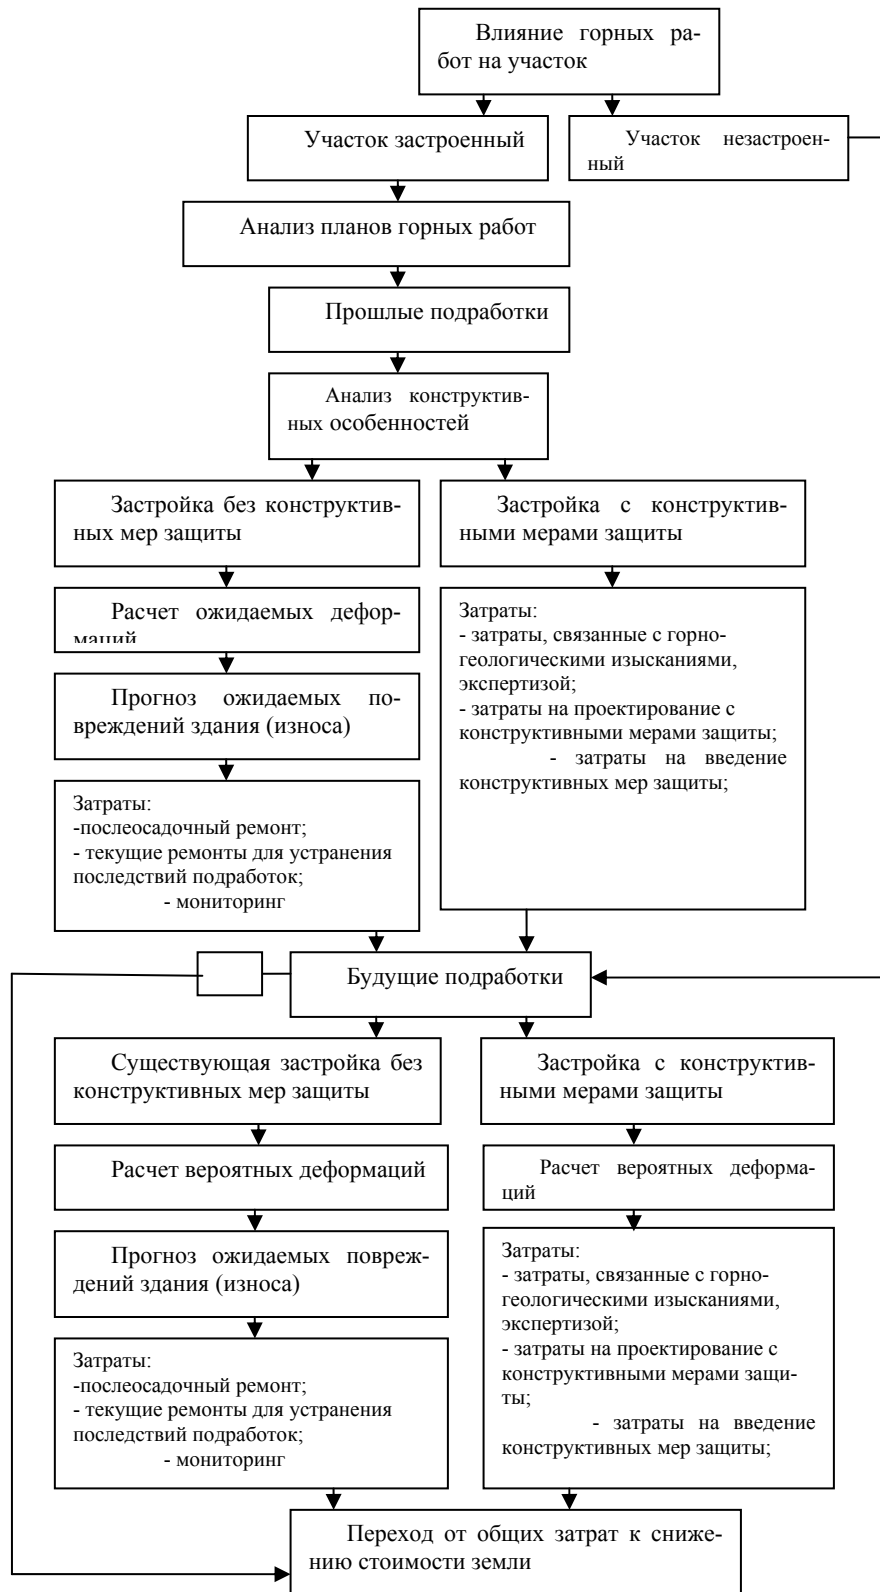 Влияние горных ра-
бот на участок
Участок застроенный
Участок незастроен-
ный
Анализ планов горных работ
Прошлые подработки
Анализ конструктив-
ных особенностей
Застройка без конструктив-
ных мер защиты
Застройка с конструктив-
ными мерами защиты
Расчет ожидаемых дефор-
маций
Прогноз ожидаемых по-
вреждений здания (износа)
Затраты:
-послеосадочный ремонт;
- текущие ремонты для устранения
последствий подработок;
- мониторинг
Затраты:
- затраты, связанные с горно-
геологическими изысканиями,
экспертизой;
- затраты на проектирование с
конструктивными мерами защиты;
- затраты на введение
конструктивных мер защиты;
Будущие подработки
Существующая застройка без
конструктивных мер защиты
Застройка с конструктив-
ными мерами защиты
Расчет вероятных деформаций
Расчет вероятных деформа-
ций
Прогноз ожидаемых повреж-
дений здания (износа)
Затраты:
-послеосадочный ремонт;
- текущие ремонты для устранения
последствий подработок;
- мониторинг
Затраты:
- затраты, связанные с горно-
геологическими изысканиями,
экспертизой;
- затраты на проектирование с
конструктивными мерами защи-
ты;
- затраты на введение
конструктивных мер защиты;
Переход от общих затрат к сниже-
нию стоимости земли